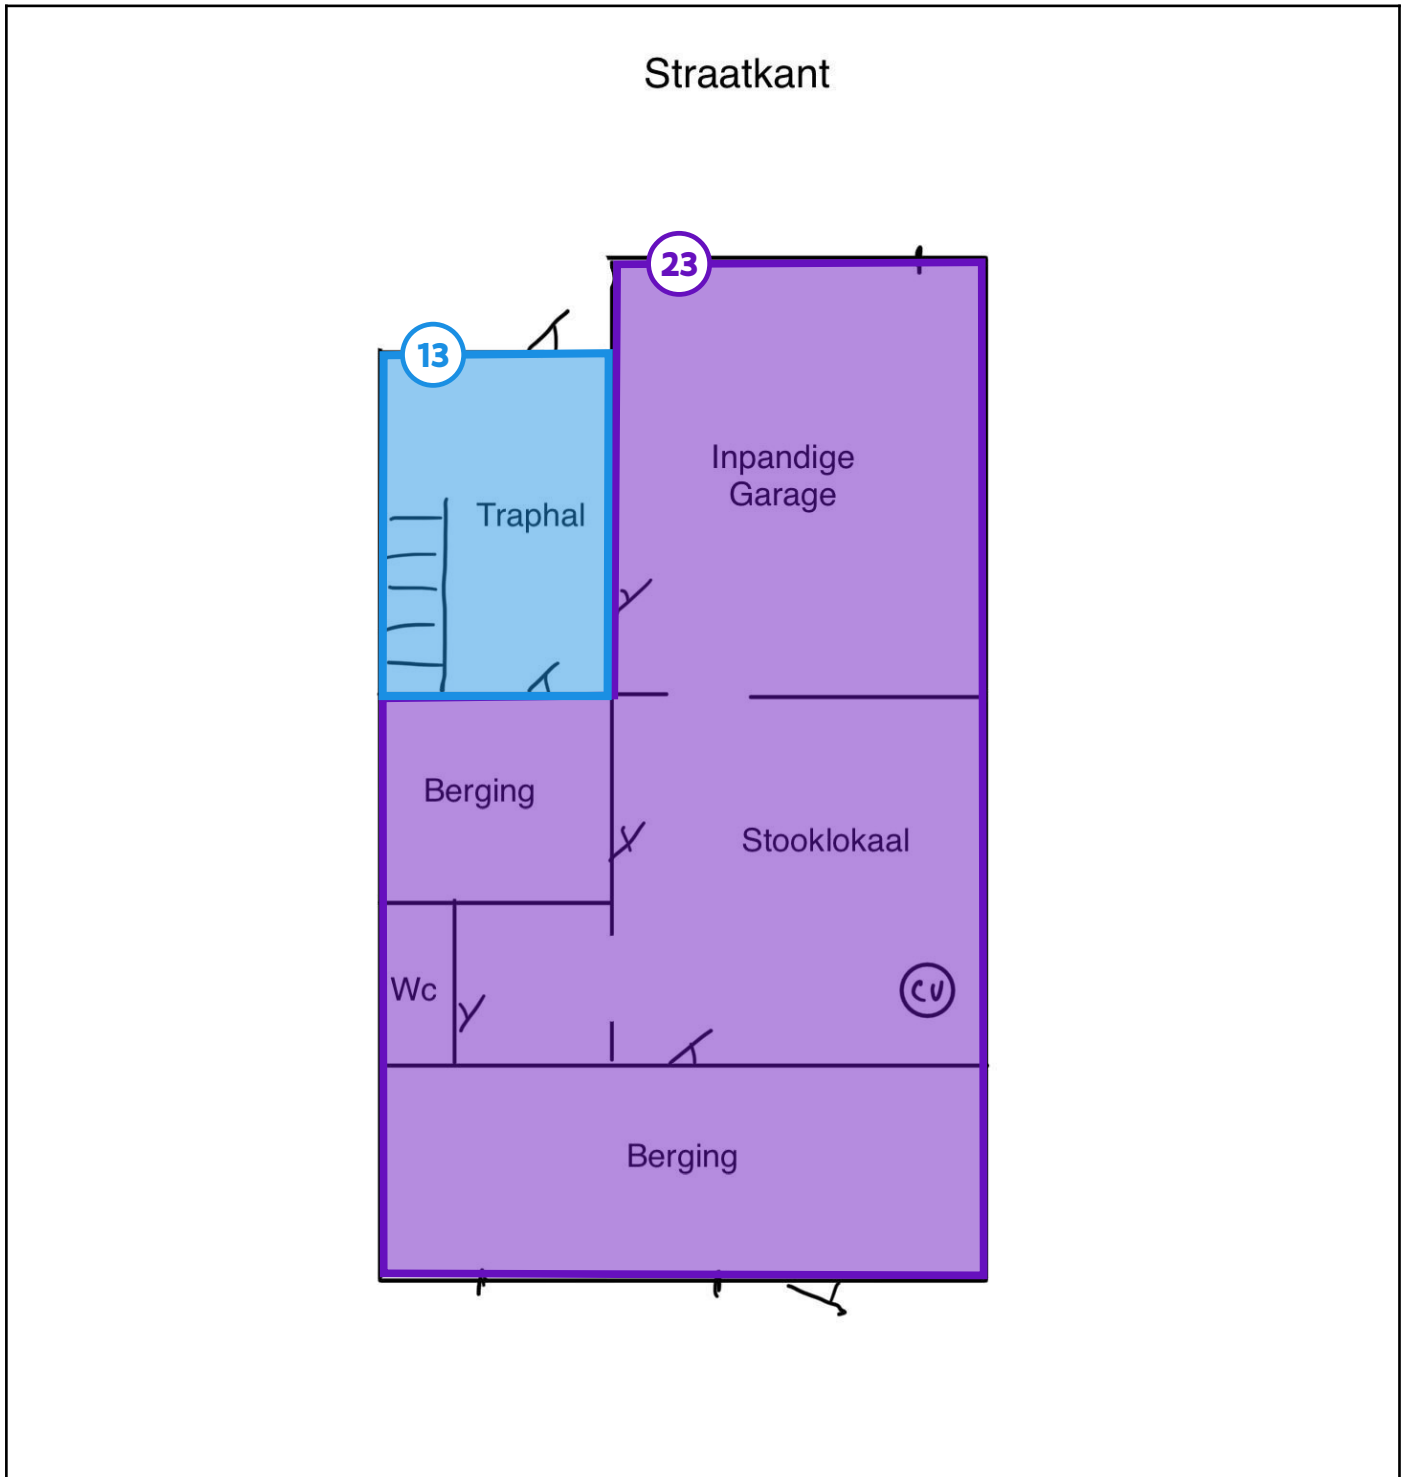 Straatkant
23
13
Inpandige
Garage
Traphal
Berging
Stooklokaal
Wc
CV
Berging